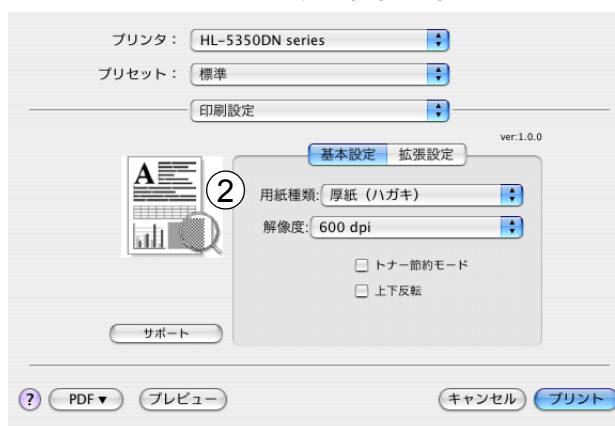 プリンタ： HL-5350DN series
プリセット： 標準
印刷設定
ver:1.0.0
基本設定 拡張設定
A
② 用紙種類: 厚紙（ハガキ）
解像度: 600 dpi
トナー節約モード
上下反転
サポート
? PDF▼ プレビュー キャンセル プリント